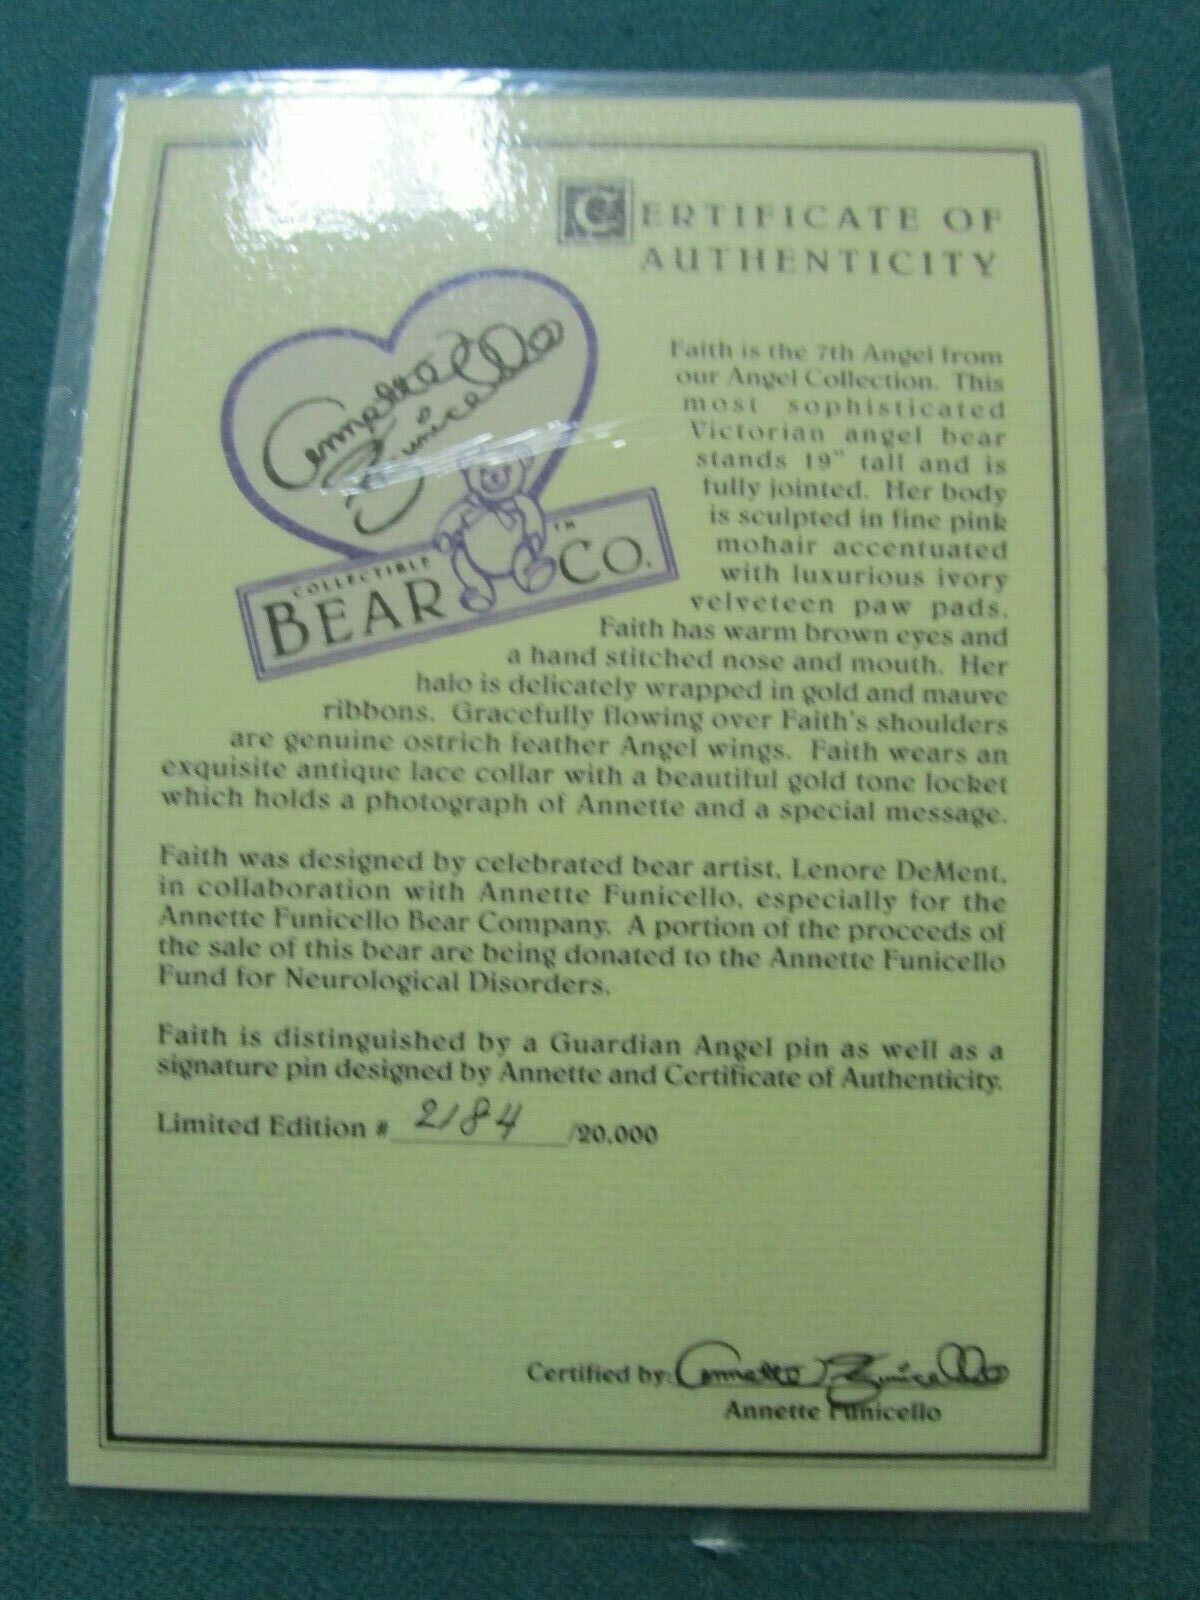 CERTIFICATE OF
AUTHENTICITY
Annette
Funicello
COLLECTIBLE
BEAR CO.™
Faith is the 7th Angel from
our Angel Collection. This
most sophisticated
Victorian angel bear
stands 19" tall and is
fully jointed. Her body
is sculpted in fine pink
mohair accentuated
with luxurious ivory
velveteen paw pads.
Faith has warm brown eyes and
a hand stitched nose and mouth. Her
halo is delicately wrapped in gold and mauve
ribbons. Gracefully flowing over Faith's shoulders
are genuine ostrich feather Angel wings. Faith wears an
exquisite antique lace collar with a beautiful gold tone locket
which holds a photograph of Annette and a special message.
Faith was designed by celebrated bear artist, Lenore DeMent,
in collaboration with Annette Funicello, especially for the
Annette Funicello Bear Company. A portion of the proceeds of
the sale of this bear are being donated to the Annette Funicello
Fund for Neurological Disorders.
Faith is distinguished by a Guardian Angel pin as well as a
signature pin designed by Annette and Certificate of Authenticity.
Limited Edition # 2184 /20,000
Certified by: Annette Funicello
Annette Funicello